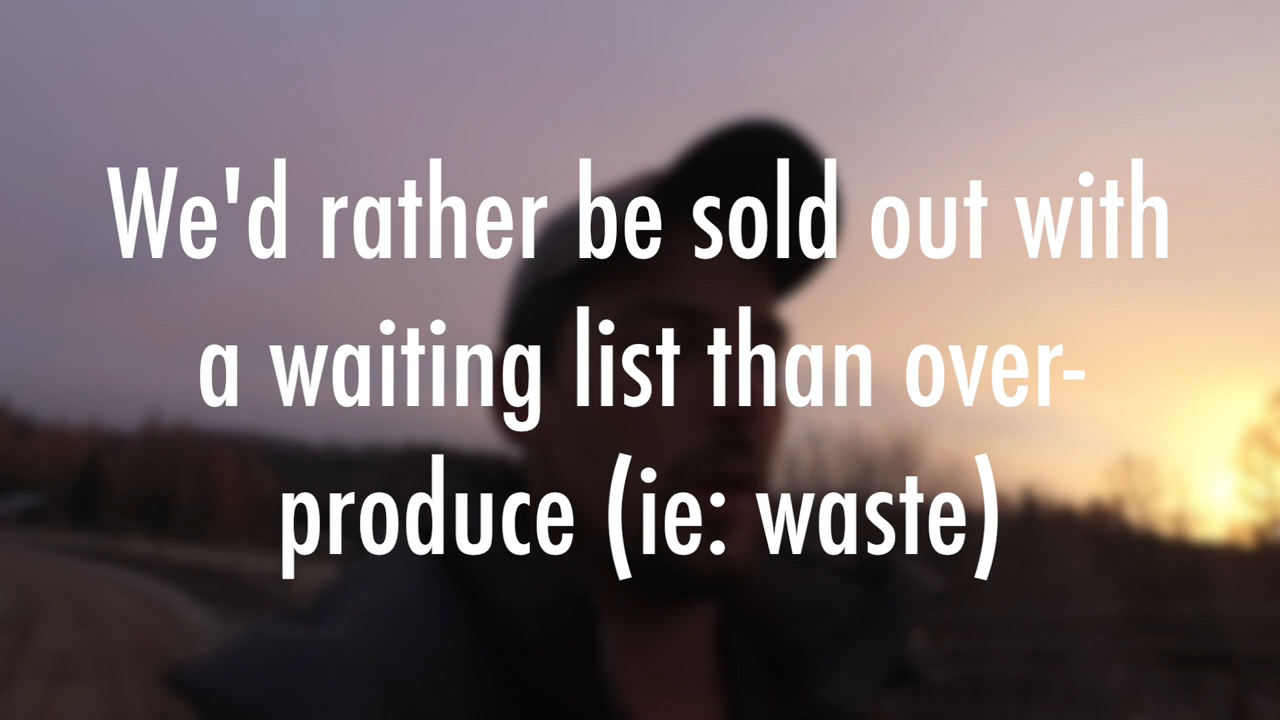 We'd rather be sold out with
a waiting list than over-
produce (ie: waste)